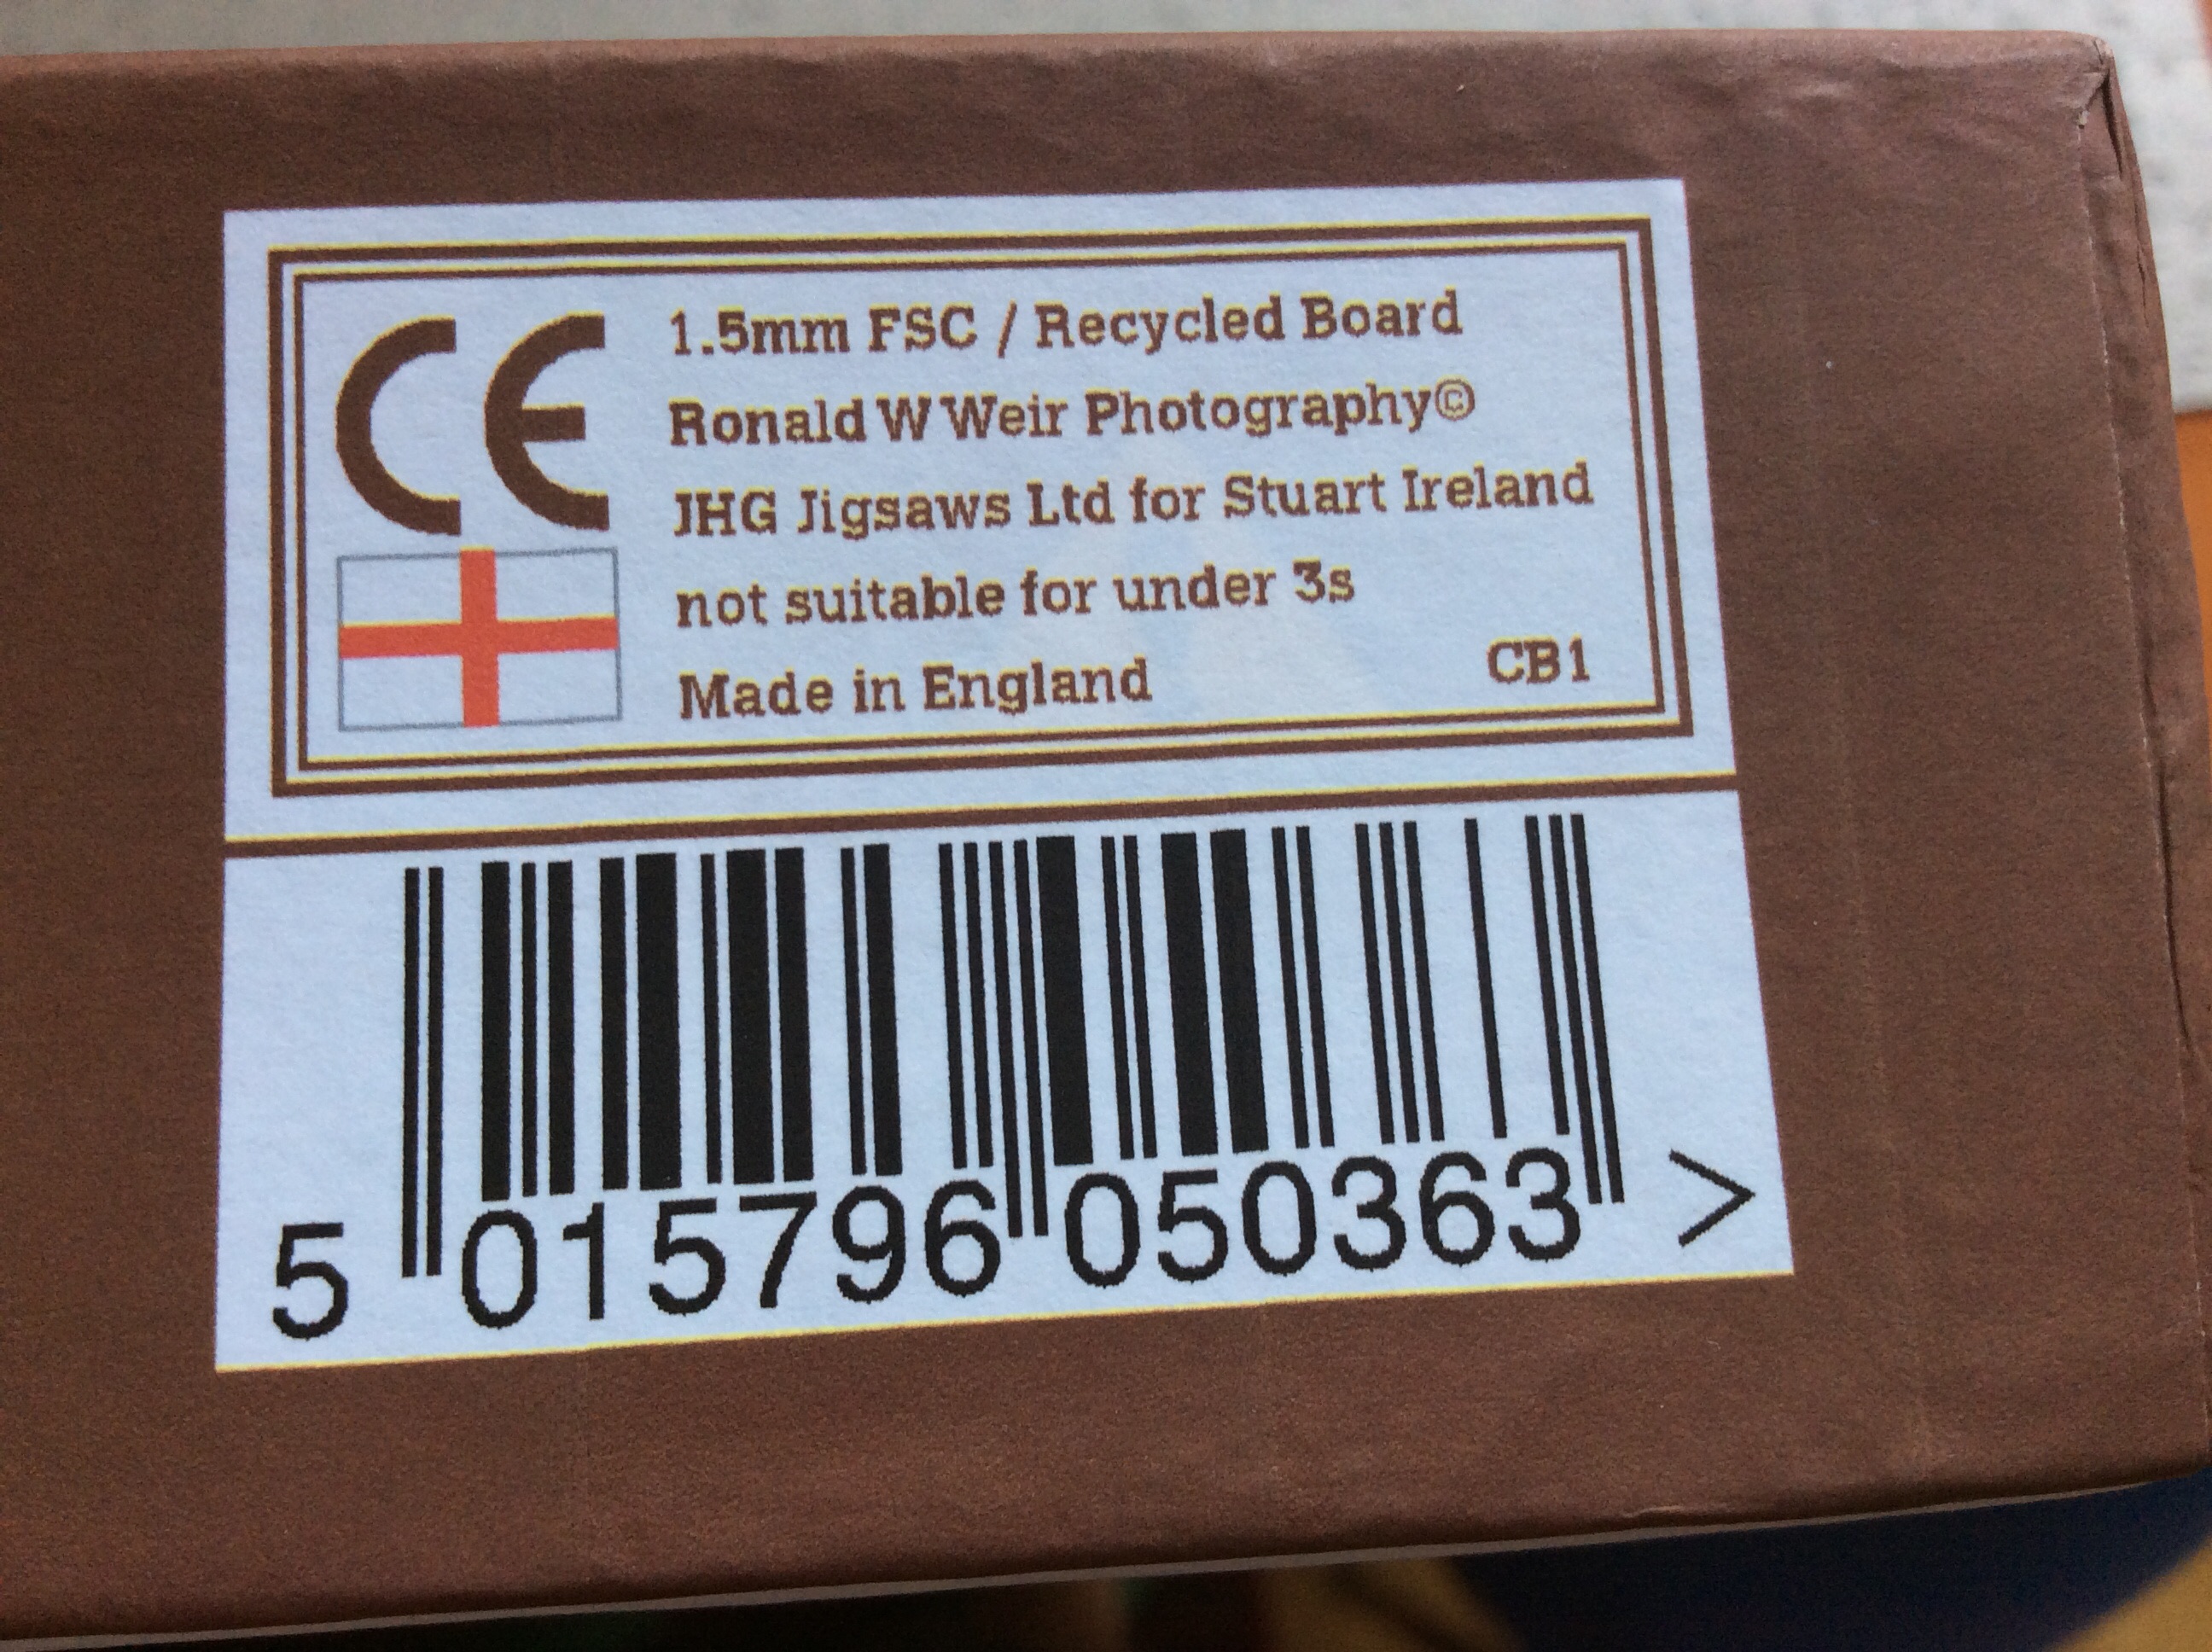 CE
1.5mm FSC / Recycled Board
Ronald W Weir Photography©
JHG Jigsaws Ltd for Stuart Ireland
not suitable for under 3s
Made in England
CB1
5 015796 050363 >